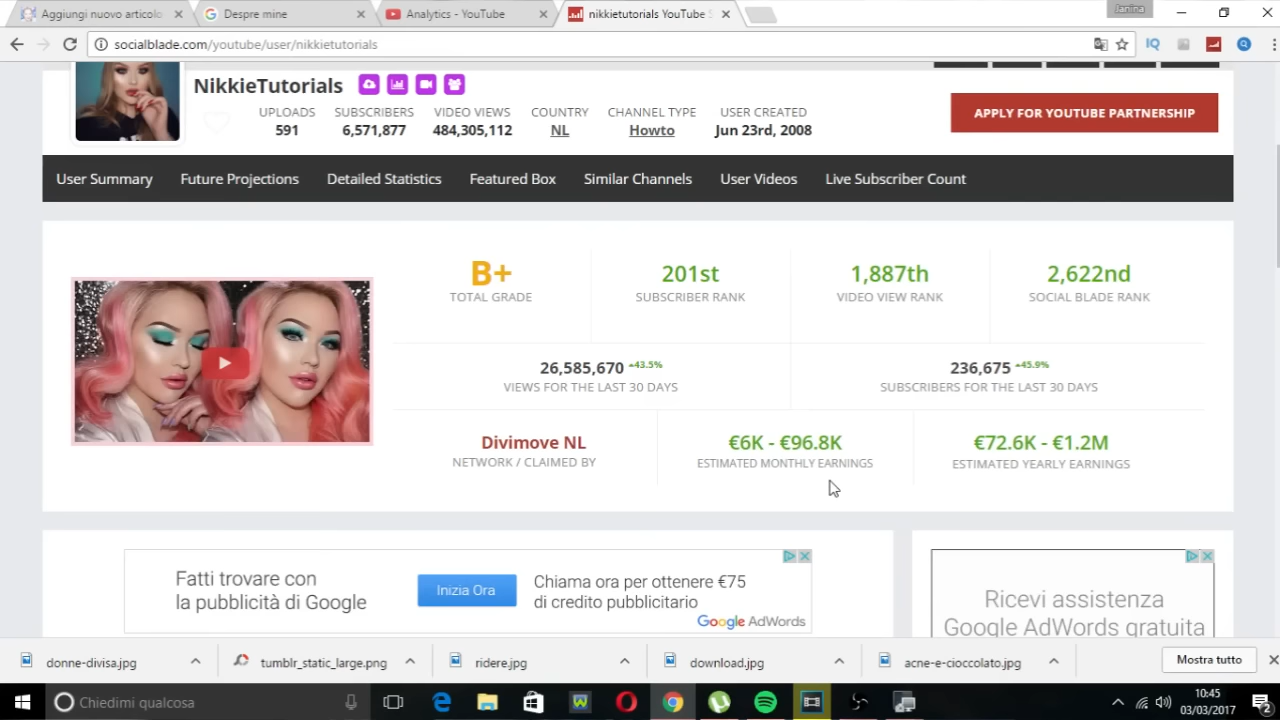 Aggiungi nuovo articolo
Despre mine
Analytics - YouTube
nikkietutorials YouTube S
Janina
socialblade.com/youtube/user/nikkietutorials
NikkieTutorials
UPLOADS
591
SUBSCRIBERS
6,571,877
VIDEO VIEWS
484,305,112
COUNTRY
NL
CHANNEL TYPE
Howto
USER CREATED
Jun 23rd, 2008
APPLY FOR YOUTUBE PARTNERSHIP
User Summary
Future Projections
Detailed Statistics
Featured Box
Similar Channels
User Videos
Live Subscriber Count
B+
TOTAL GRADE
201st
SUBSCRIBER RANK
1,887th
VIDEO VIEW RANK
2,622nd
SOCIAL BLADE RANK
26,585,670 +43.5%
VIEWS FOR THE LAST 30 DAYS
236,675 +45.9%
SUBSCRIBERS FOR THE LAST 30 DAYS
Divimove NL
NETWORK / CLAIMED BY
€6K - €96.8K
ESTIMATED MONTHLY EARNINGS
€72.6K - €1.2M
ESTIMATED YEARLY EARNINGS
Fatti trovare con
la pubblicità di Google
Inizia Ora
Chiama ora per ottenere €75
di credito pubblicitario
Google AdWords
Ricevi assistenza
Google AdWords gratuita
donne-divisa.jpg
tumblr_static_large.png
ridere.jpg
download.jpg
acne-e-cioccolato.jpg
Mostra tutto
Chiedimi qualcosa
10:45
03/03/2017
2